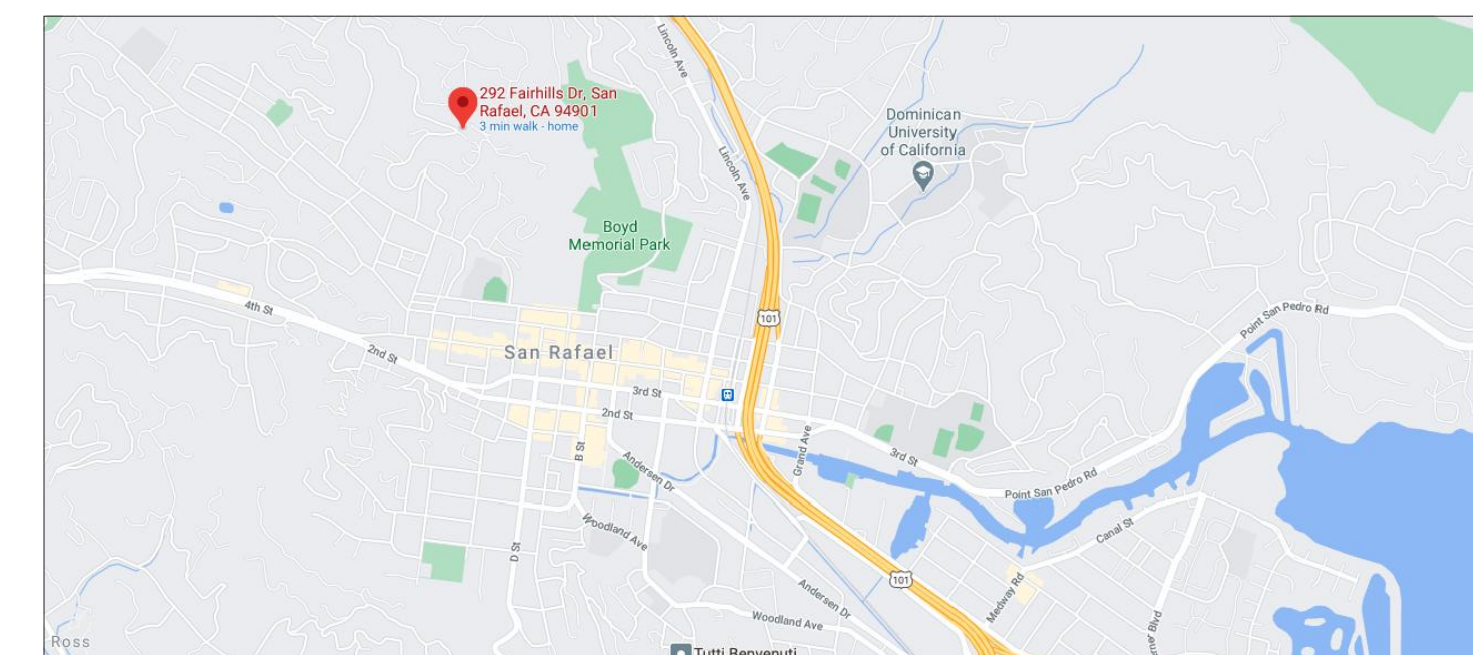 Lincoln Ave
292 Fairhills Dr, San
Rafael, CA 94901
3 min walk · home
Dominican
University
of California
Lincoln Ave
Boyd
Memorial Park
4th St
101
Point San Pedro Rd
2nd St
San Rafael
3rd St
2nd St
B St
Grand Ave
3rd St
Andersen Dr
Point San Pedro Rd
Woodland Ave
Canal St
D St
101
Medway Rd
Andersen Dr
Woodland Ave
Ross
Tutti Benvenuti
Blvd